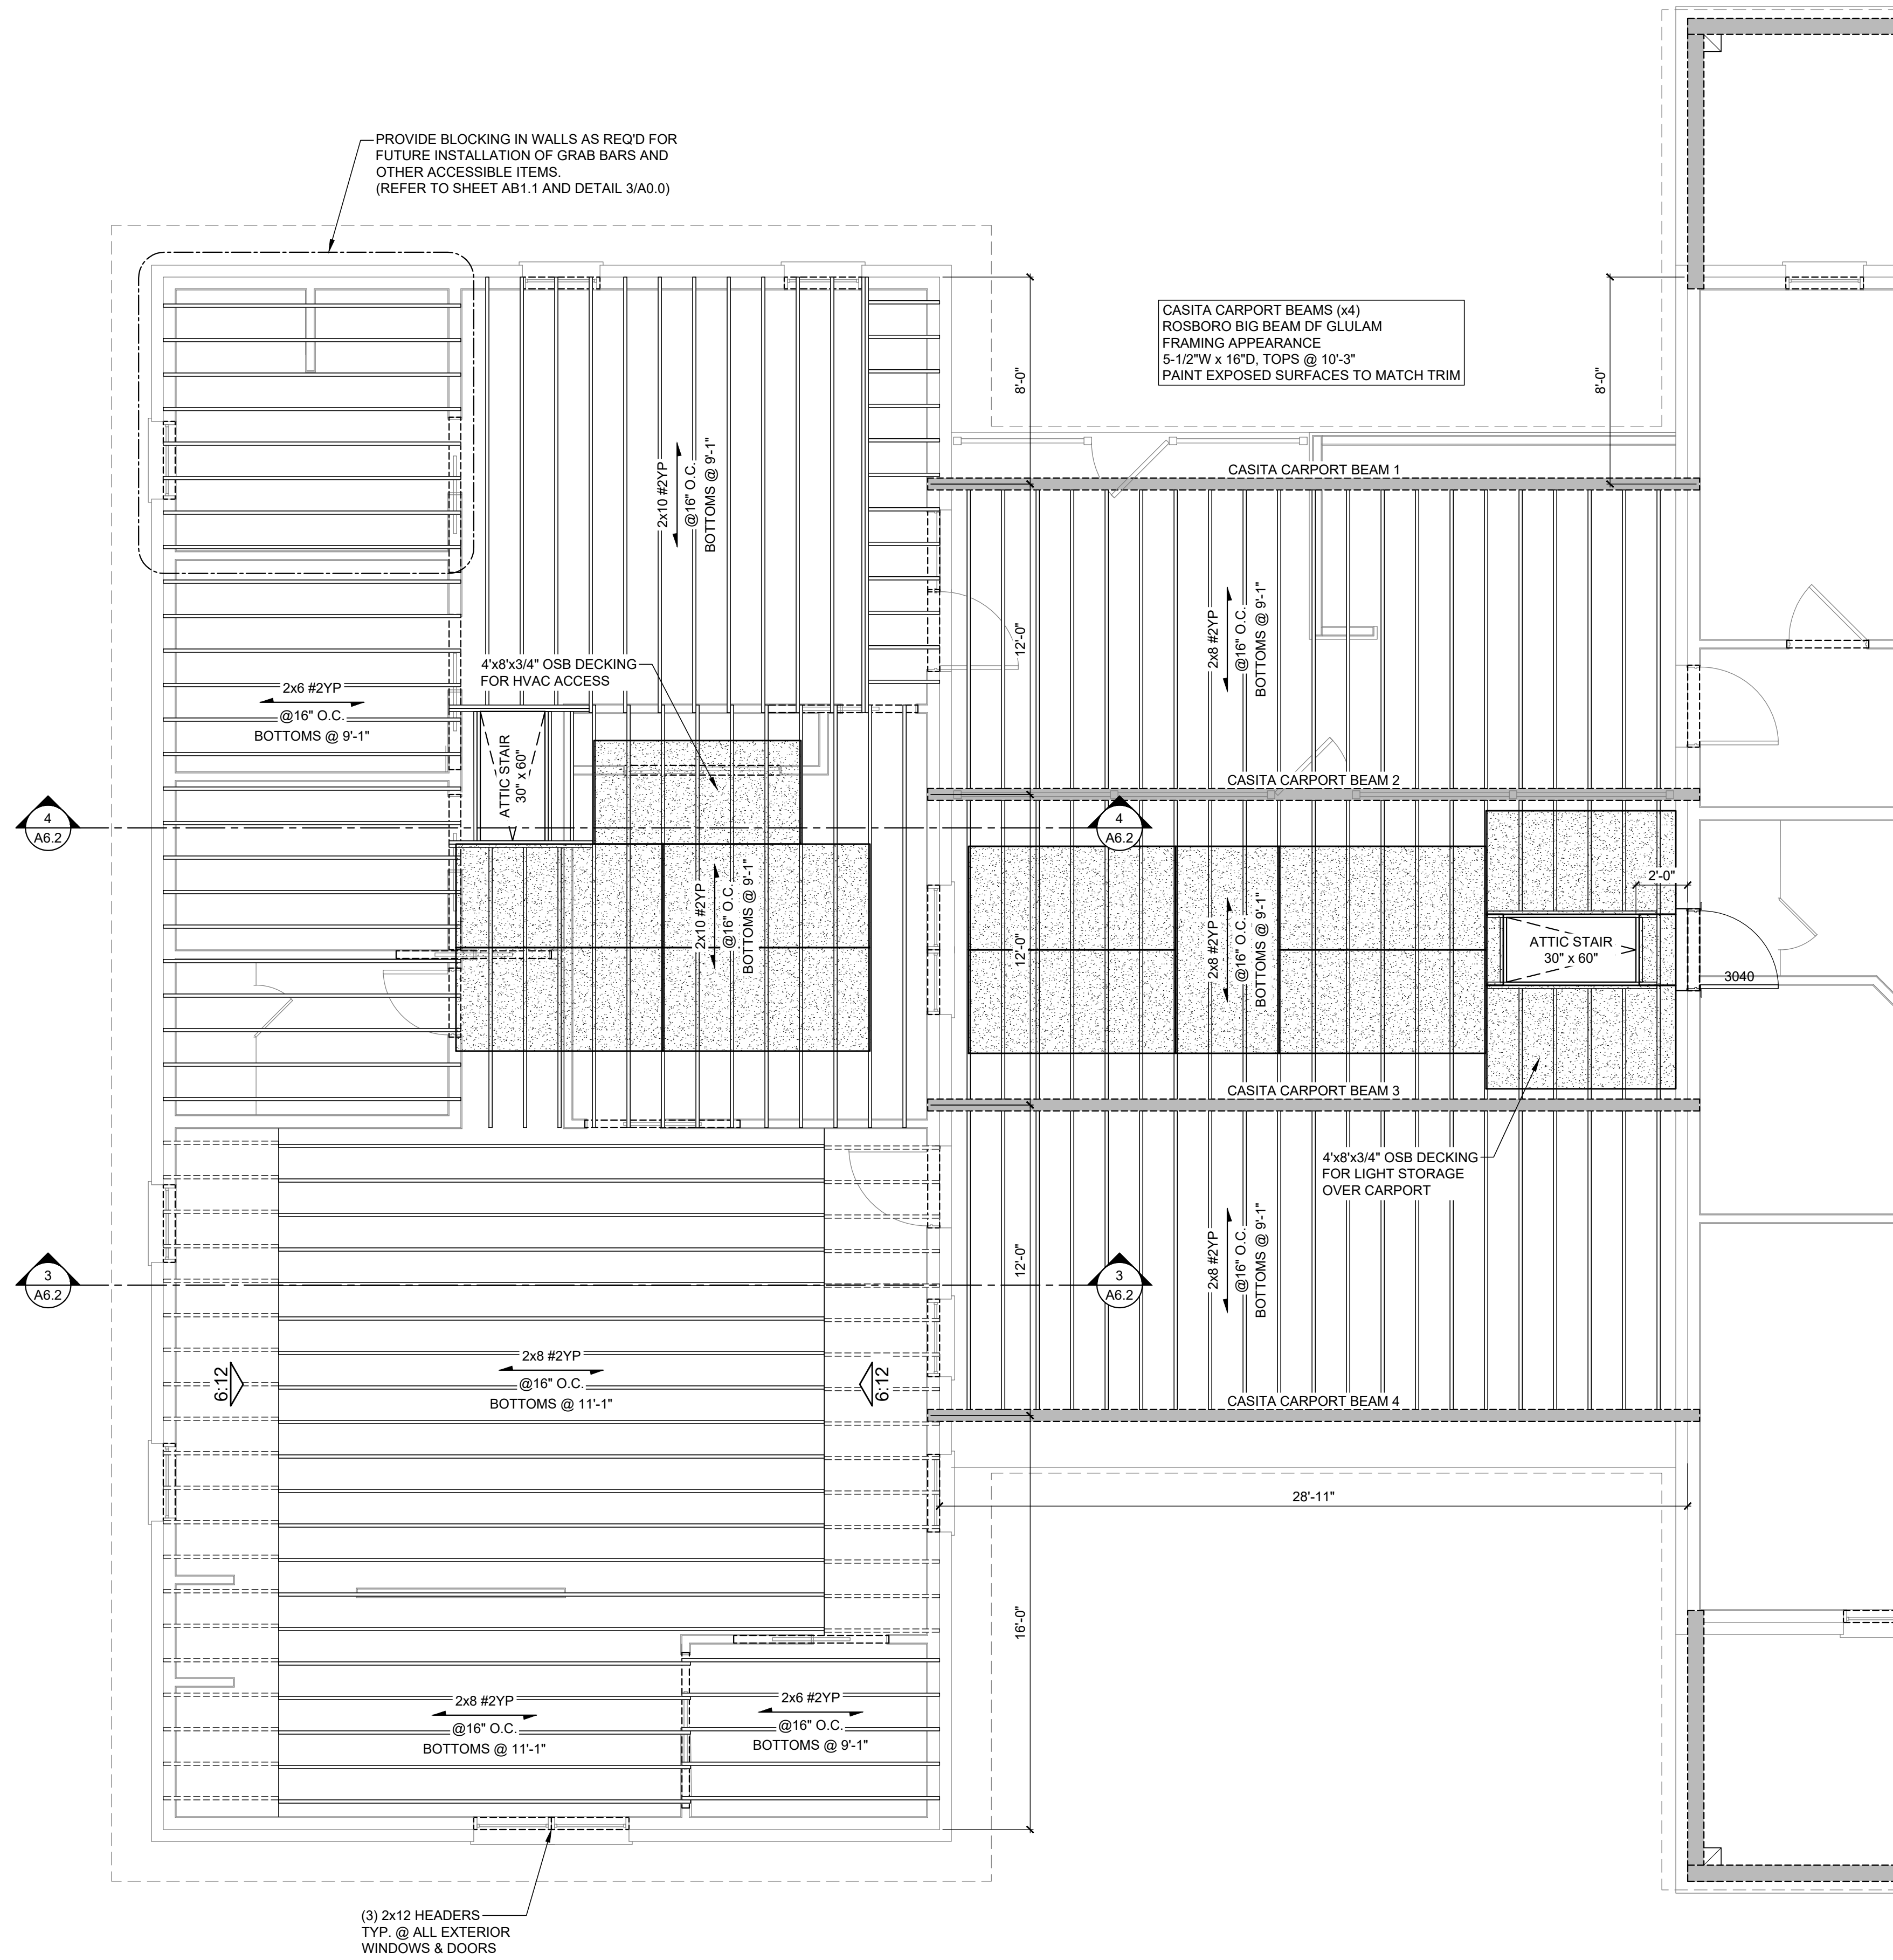 PROVIDE BLOCKING IN WALLS AS REQ'D FOR
FUTURE INSTALLATION OF GRAB BARS AND
OTHER ACCESSIBLE ITEMS.
(REFER TO SHEET AB1.1 AND DETAIL 3/A0.0)
CASITA CARPORT BEAMS (x4)
ROSBORO BIG BEAM DF GLULAM
FRAMING APPEARANCE
5-1/2"W x 16"D, TOPS @ 10'-3"
PAINT EXPOSED SURFACES TO MATCH TRIM
8'-0"
8'-0"
CASITA CARPORT BEAM 1
2x10 #2YP
@16" O.C.
BOTTOMS @ 9'-1"
12'-0"
2x8 #2YP
@16" O.C.
BOTTOMS @ 9'-1"
4'x8'x3/4" OSB DECKING
FOR HVAC ACCESS
2x6 #2YP
@16" O.C.
BOTTOMS @ 9'-1"
ATTIC STAIR
30" x 60"
CASITA CARPORT BEAM 2
4
A6.2
4
A6.2
2x10 #2YP
@16" O.C.
BOTTOMS @ 9'-1"
12'-0"
2x8 #2YP
@16" O.C.
BOTTOMS @ 9'-1"
2'-0"
ATTIC STAIR
30" x 60"
3040
CASITA CARPORT BEAM 3
4'x8'x3/4" OSB DECKING
FOR LIGHT STORAGE
OVER CARPORT
12'-0"
2x8 #2YP
@16" O.C.
BOTTOMS @ 9'-1"
3
A6.2
3
A6.2
6:12
2x8 #2YP
@16" O.C.
BOTTOMS @ 11'-1"
6:12
CASITA CARPORT BEAM 4
28'-11"
16'-0"
2x8 #2YP
@16" O.C.
BOTTOMS @ 11'-1"
2x6 #2YP
@16" O.C.
BOTTOMS @ 9'-1"
(3) 2x12 HEADERS
TYP. @ ALL EXTERIOR
WINDOWS & DOORS